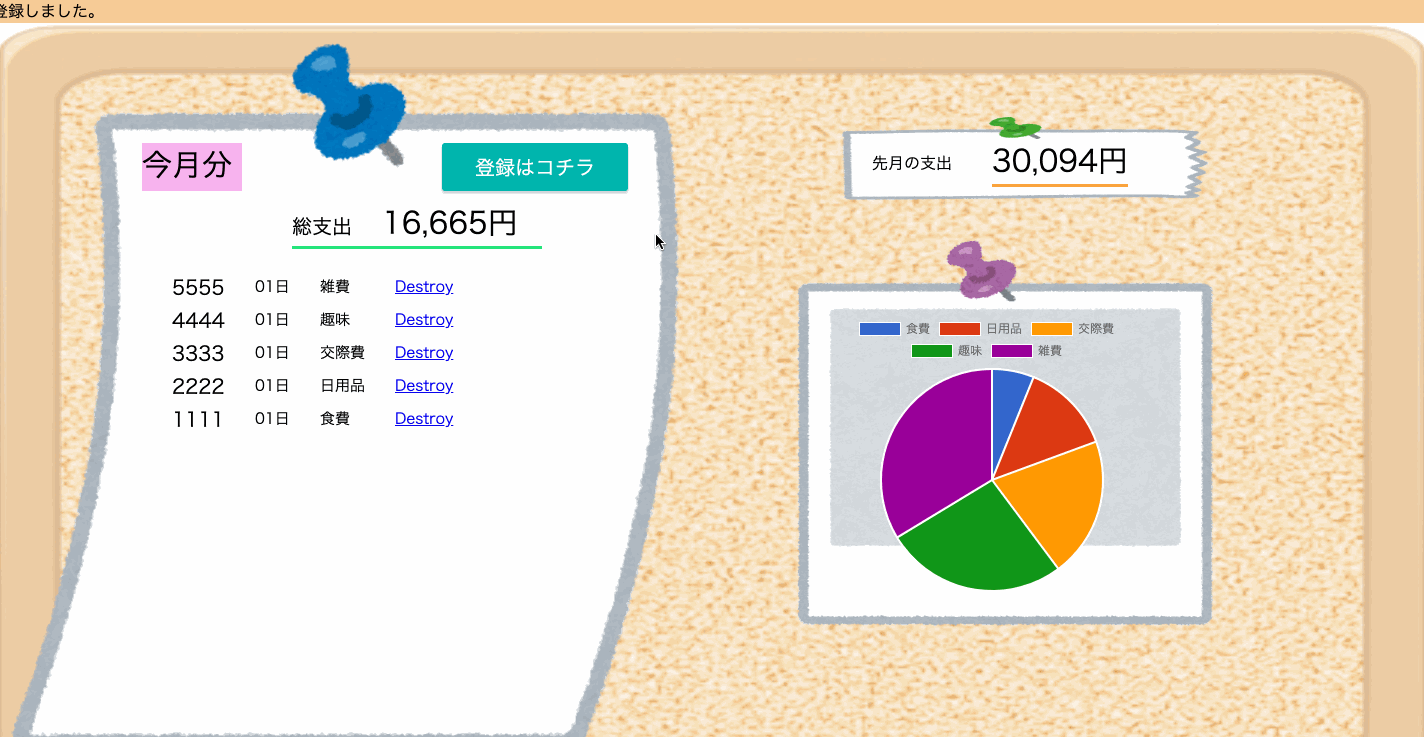 登録しました。
今月分
登録はコチラ
総支出 16,665円
5555 01日 雑費 Destroy
4444 01日 趣味 Destroy
3333 01日 交際費 Destroy
2222 01日 日用品 Destroy
1111 01日 食費 Destroy
先月の支出 30,094円
食費 日用品 交際費
趣味 雑費